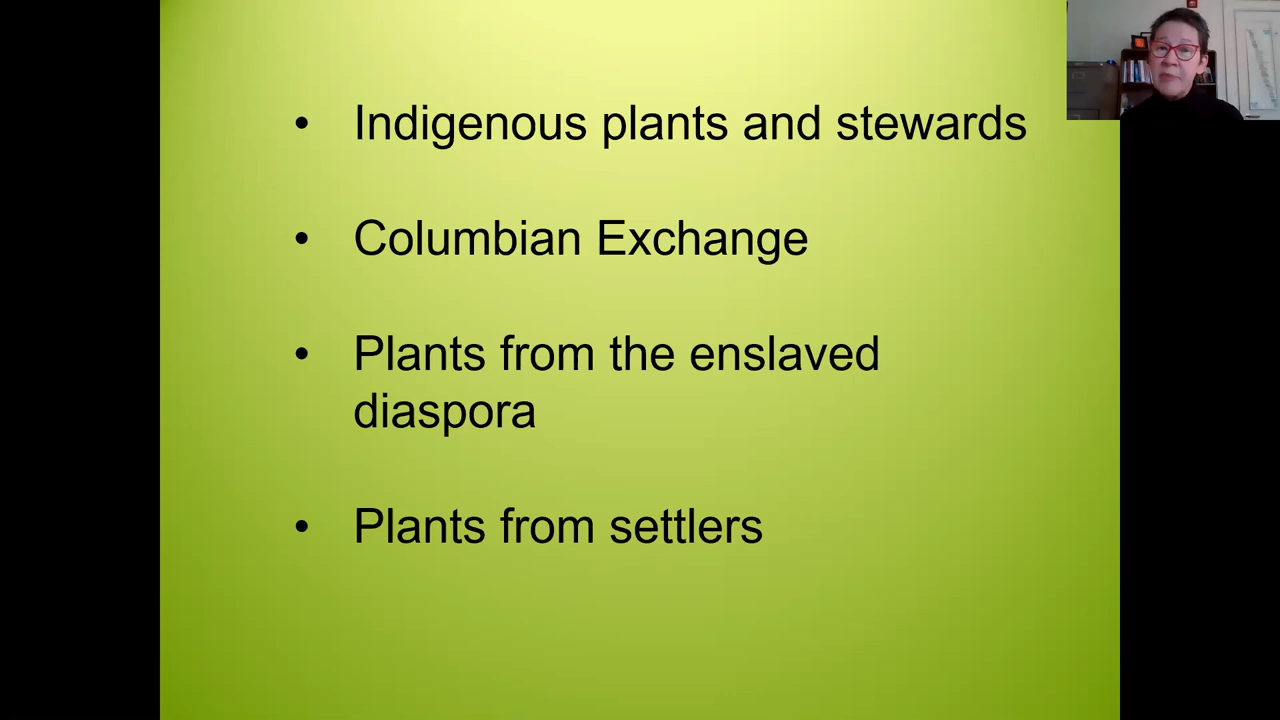 • Indigenous plants and stewards
• Columbian Exchange
• Plants from the enslaved
diaspora
• Plants from settlers